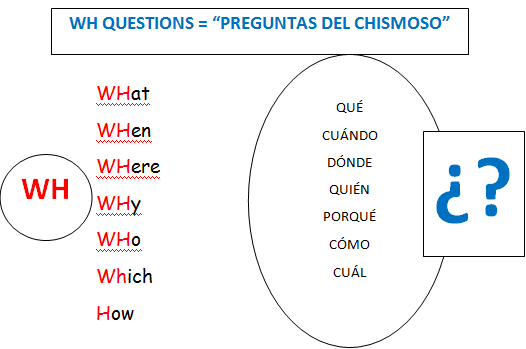 WH QUESTIONS = “PREGUNTAS DEL CHISMOSO”
WH
WHat
WHen
WHere
WHy
WHo
Which
How
QUÉ
CUÁNDO
DÓNDE
QUIÉN
PORQUÉ
CÓMO
CUÁL
¿?